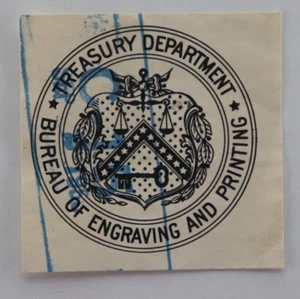 TREASURY DEPARTMENT
BUREAU OF ENGRAVING AND PRINTING